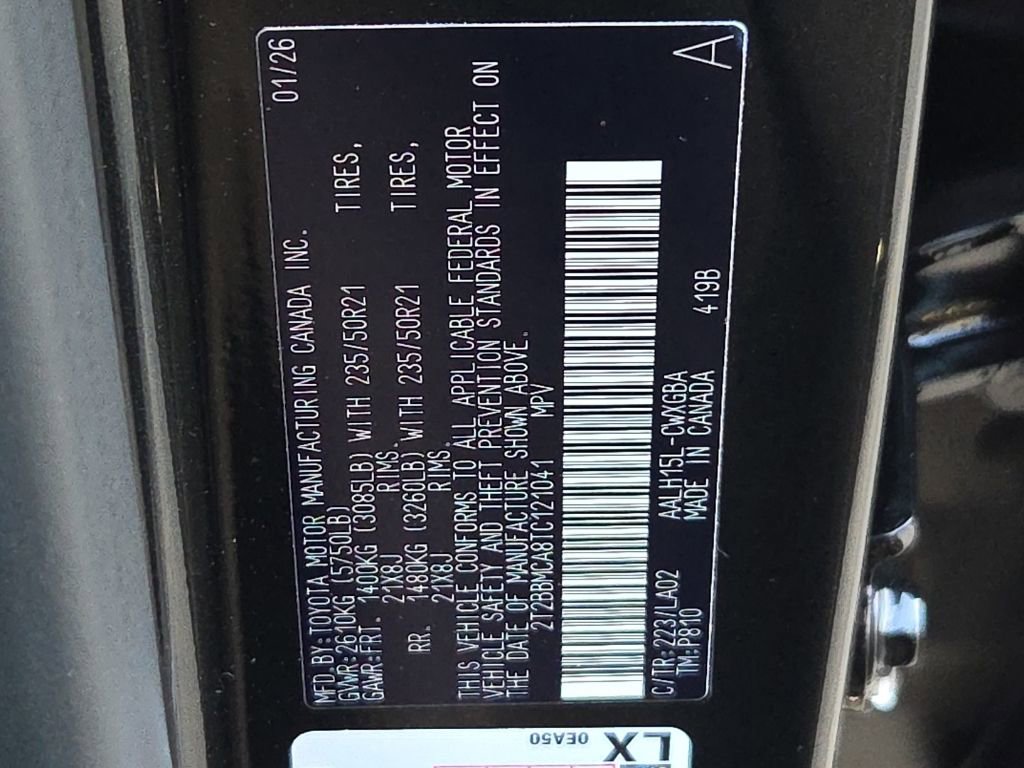 MFD. BY: TOYOTA MOTOR MANUFACTURING CANADA INC. 01/26
GVWR: 2610KG (5750LB)
GAWR: FRT. 1400KG (3085LB) WITH 235/50R21 TIRES,
21X8J RIMS.
RR. 1480KG (3260LB) WITH 235/50R21 TIRES,
21X8J RIMS.
THIS VEHICLE CONFORMS TO ALL APPLICABLE FEDERAL MOTOR
VEHICLE SAFETY AND THEFT PREVENTION STANDARDS IN EFFECT ON
THE DATE OF MANUFACTURE SHOWN ABOVE.
2T2BBMCA8TC121041 MPV
C/TR: 223/LA02 AALH15L-CWXGBA
TM: P810 MADE IN CANADA 419B A
LX
0EA50